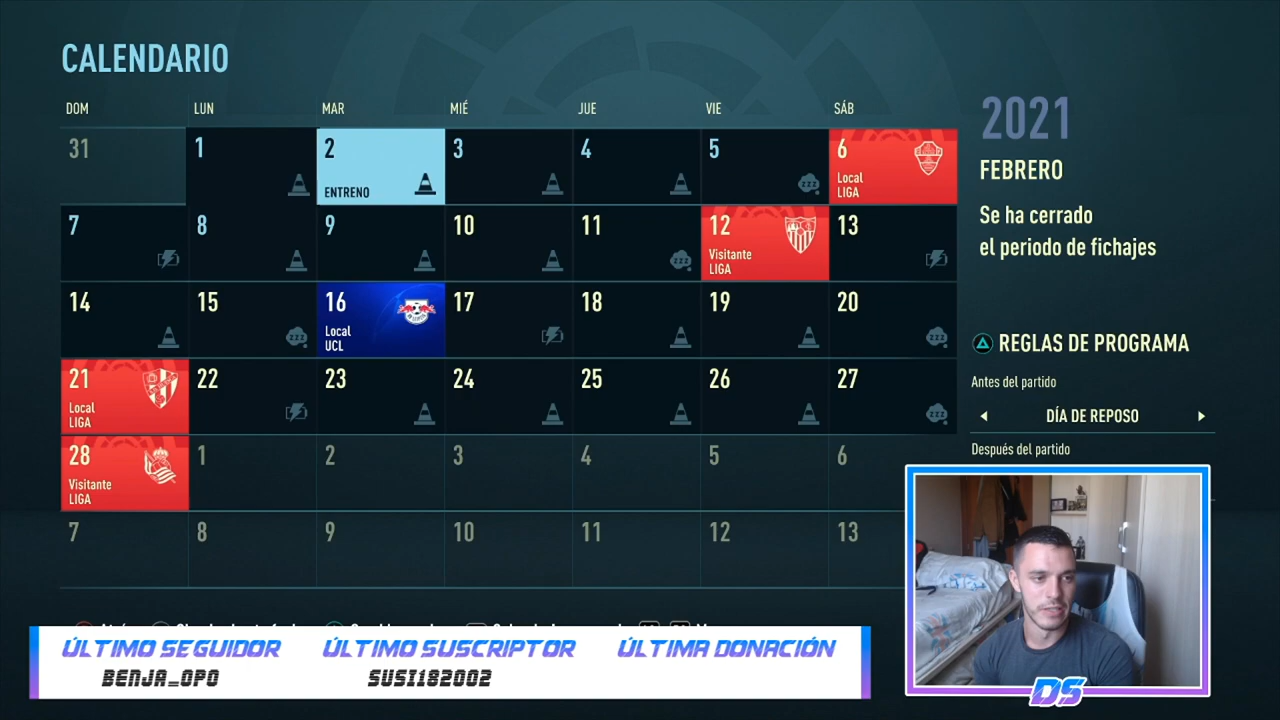 CALENDARIO
DOM LUN MAR MIÉ JUE VIE SÁB
31 1 2 3 4 5 6
ENTRENO
Local
LIGA
7 8 9 10 11 12 13
Visitante
LIGA
14 15 16 17 18 19 20
Local
UCL
21 22 23 24 25 26 27
Local
LIGA
28 1 2 3 4 5 6
Visitante
LIGA
7 8 9 10 11 12 13
2021
FEBRERO
Se ha cerrado
el periodo de fichajes
REGLAS DE PROGRAMA
Antes del partido
DÍA DE REPOSO
Después del partido
ÚLTIMO SEGUIDOR ÚLTIMO SUSCRIPTOR ÚLTIMA DONACIÓN
BENJA_OPO SUSI182002
DS